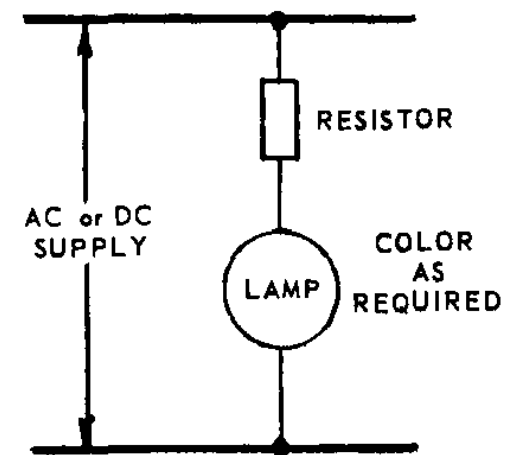 RESISTOR
AC or DC
SUPPLY
LAMP
COLOR
AS
REQUIRED